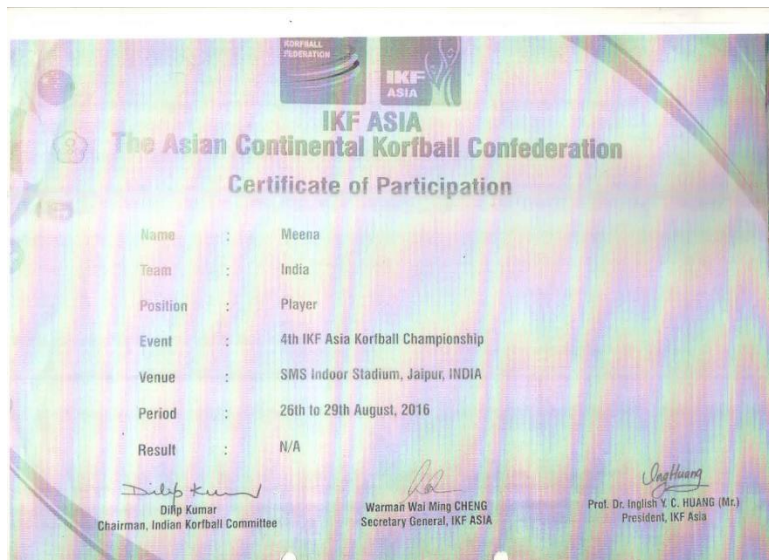 KORFBALL
FEDERATION
IKF
ASIA
IKF ASIA
The Asian Continental Korfball Confederation
Certificate of Participation
Name : Meena
Team : India
Position : Player
Event : 4th IKF Asia Korfball Championship
Venue : SMS Indoor Stadium, Jaipur, INDIA
Period : 26th to 29th August, 2016
Result : N/A
Dilip Kumar
Dilip Kumar
Chairman, Indian Korfball Committee
Warman Wai Ming CHENG
Secretary General, IKF ASIA
IngHuang
Prof. Dr. Inglish Y. C. HUANG (Mr.)
President, IKF Asia